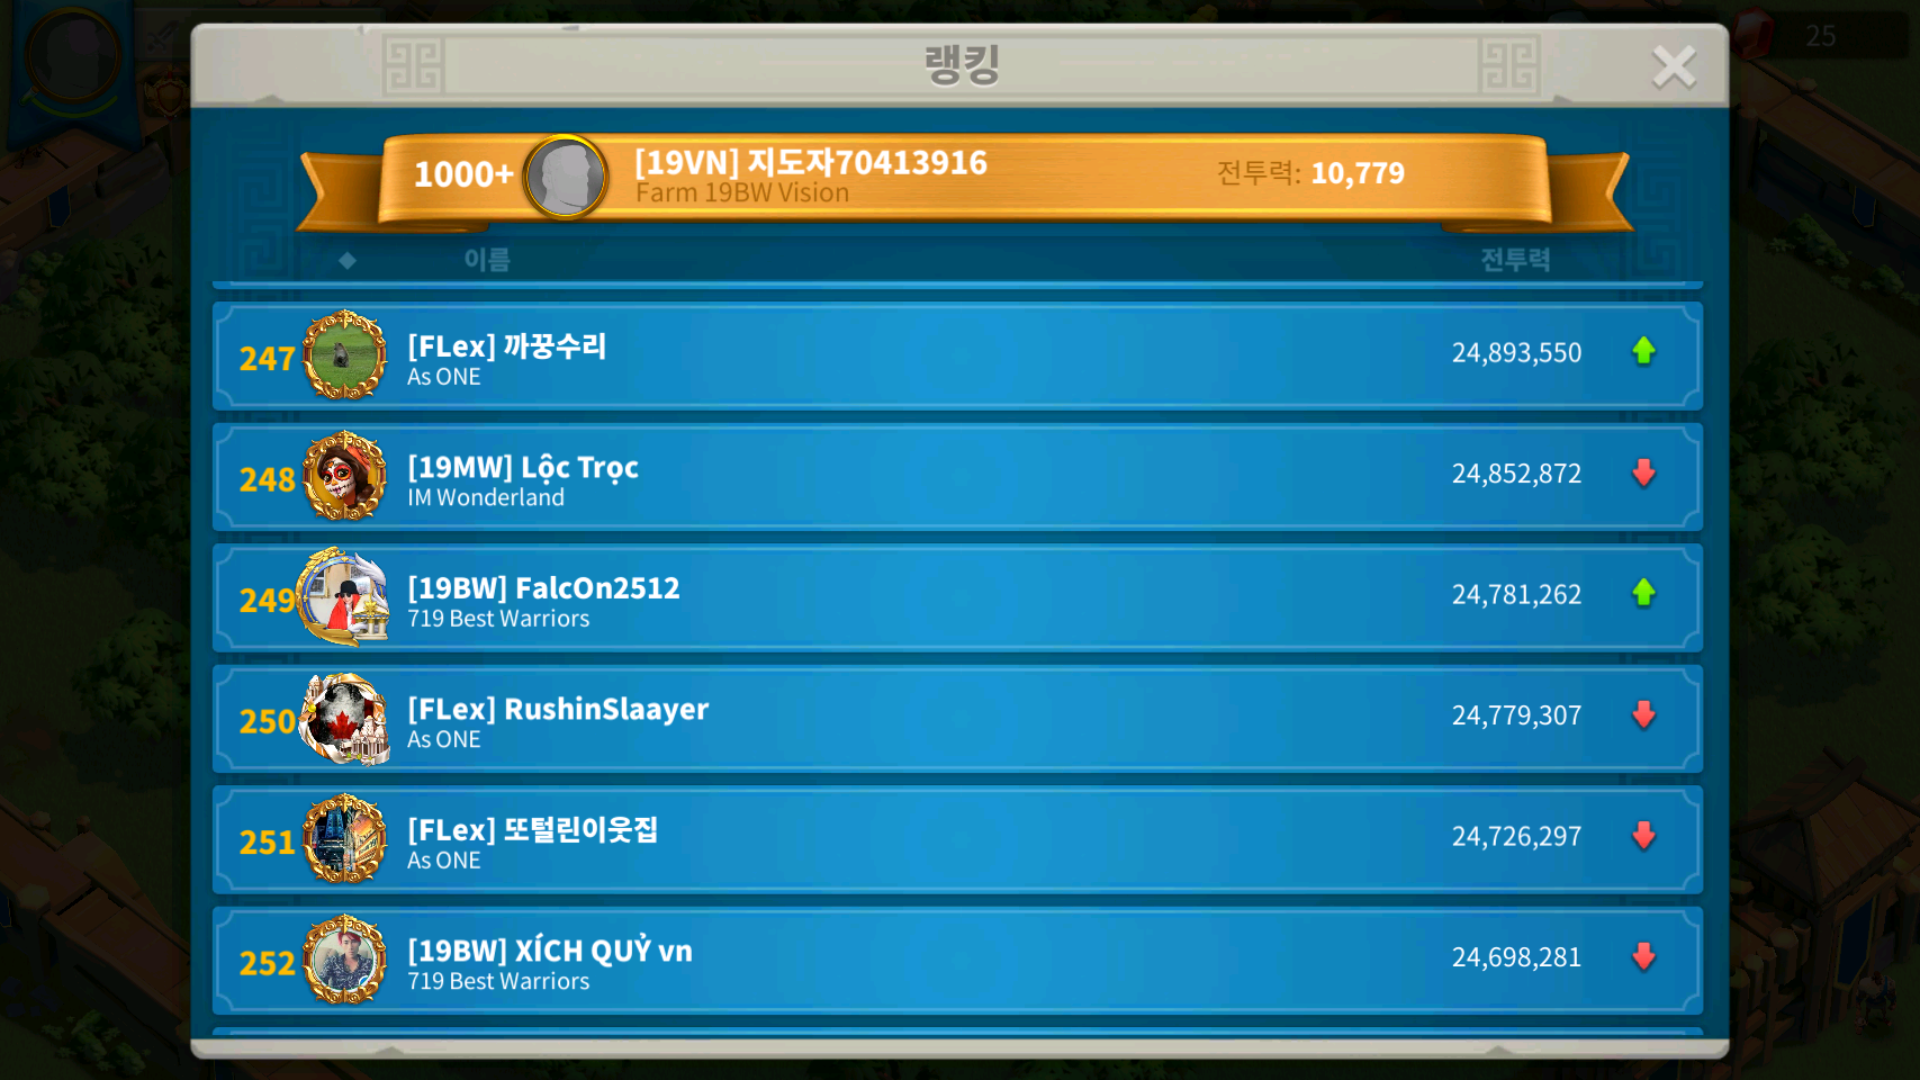 25
랭킹
1000+
[19VN] 지도자70413916
Farm 19BW Vision
전투력: 10,779
이름
전투력
247
[FLex] 까꿍수리
As ONE
24,893,550
248
[19MW] Lộc Trọc
IM Wonderland
24,852,872
249
[19BW] FalcOn2512
719 Best Warriors
24,781,262
250
[FLex] RushinSlaayer
As ONE
24,779,307
251
[FLex] 또털린이웃집
As ONE
24,726,297
252
[19BW] XÍCH QUỶ vn
719 Best Warriors
24,698,281